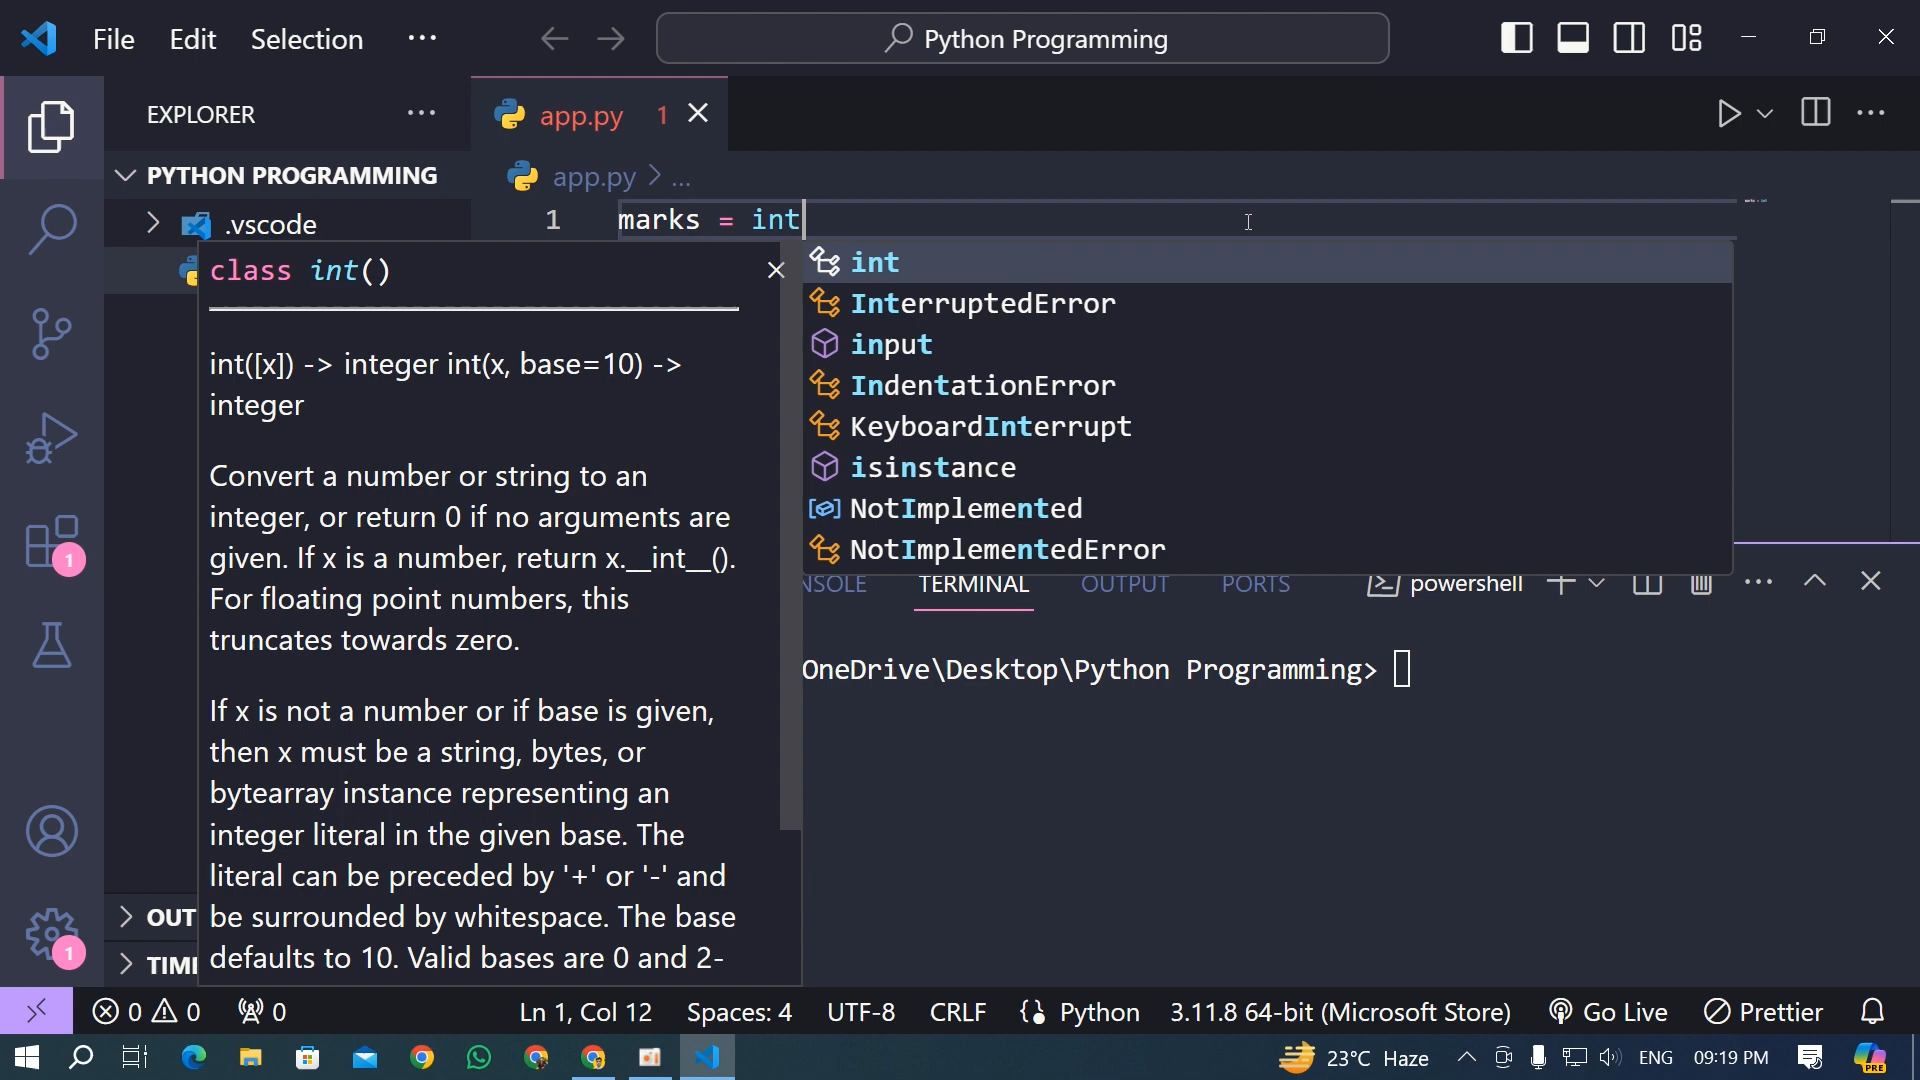 File Edit Selection ···
Python Programming
EXPLORER ···
app.py 1
PYTHON PROGRAMMING
app.py > ...
.vscode
1 marks = int
class int()
int([x]) -> integer int(x, base=10) ->
integer
Convert a number or string to an
integer, or return 0 if no arguments are
given. If x is a number, return x.__int__().
For floating point numbers, this
truncates towards zero.
If x is not a number or if base is given,
then x must be a string, bytes, or
bytearray instance representing an
integer literal in the given base. The
literal can be preceded by '+' or '-' and
be surrounded by whitespace. The base
defaults to 10. Valid bases are 0 and 2-
int
InterruptedError
input
IndentationError
KeyboardInterrupt
isinstance
NotImplemented
NotImplementedError
NSOLE TERMINAL OUTPUT PORTS powershell
OneDrive\Desktop\Python Programming>
1
OUT
1
TIMI
0 0 0 Ln 1, Col 12 Spaces: 4 UTF-8 CRLF Python 3.11.8 64-bit (Microsoft Store) Go Live Prettier
23°C Haze ENG 09:19 PM PRE